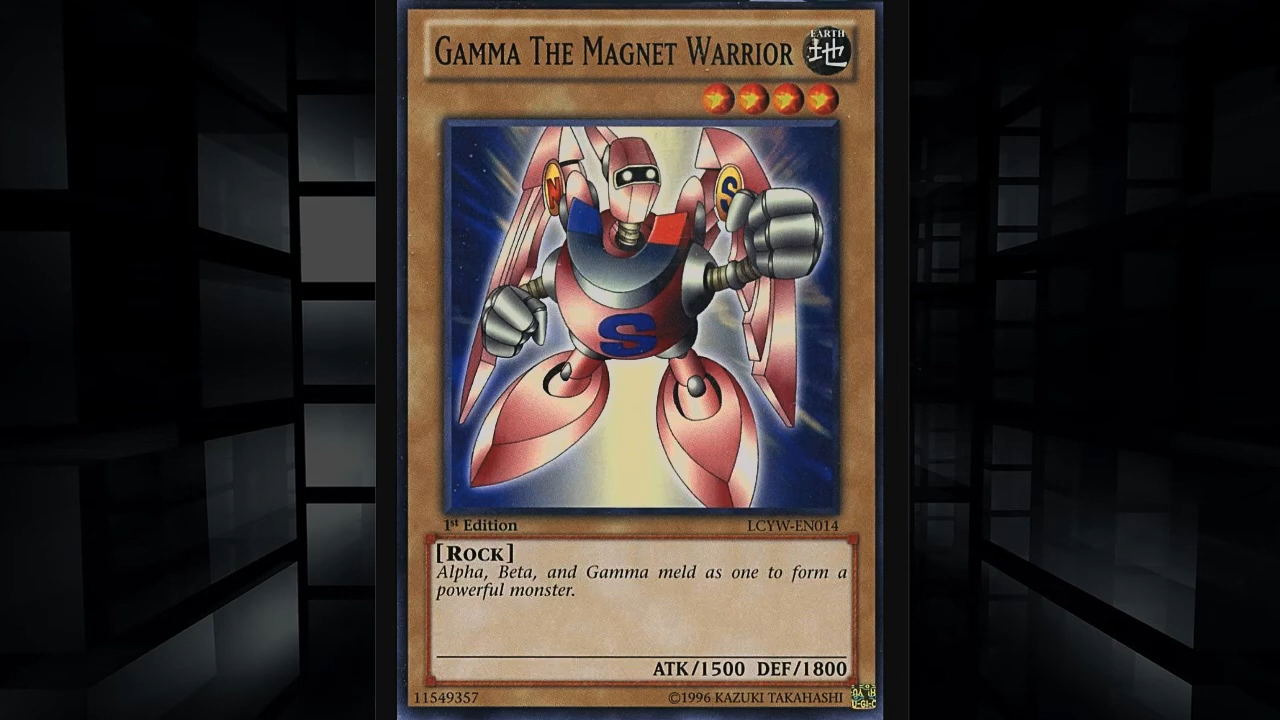 GAMMA THE MAGNET WARRIOR
EARTH
地
N
S
S
1st Edition
LCYW-EN014
[ROCK]
Alpha, Beta, and Gamma meld as one to form a
powerful monster.
ATK/1500 DEF/1800
11549357
©1996 KAZUKI TAKAHASHI